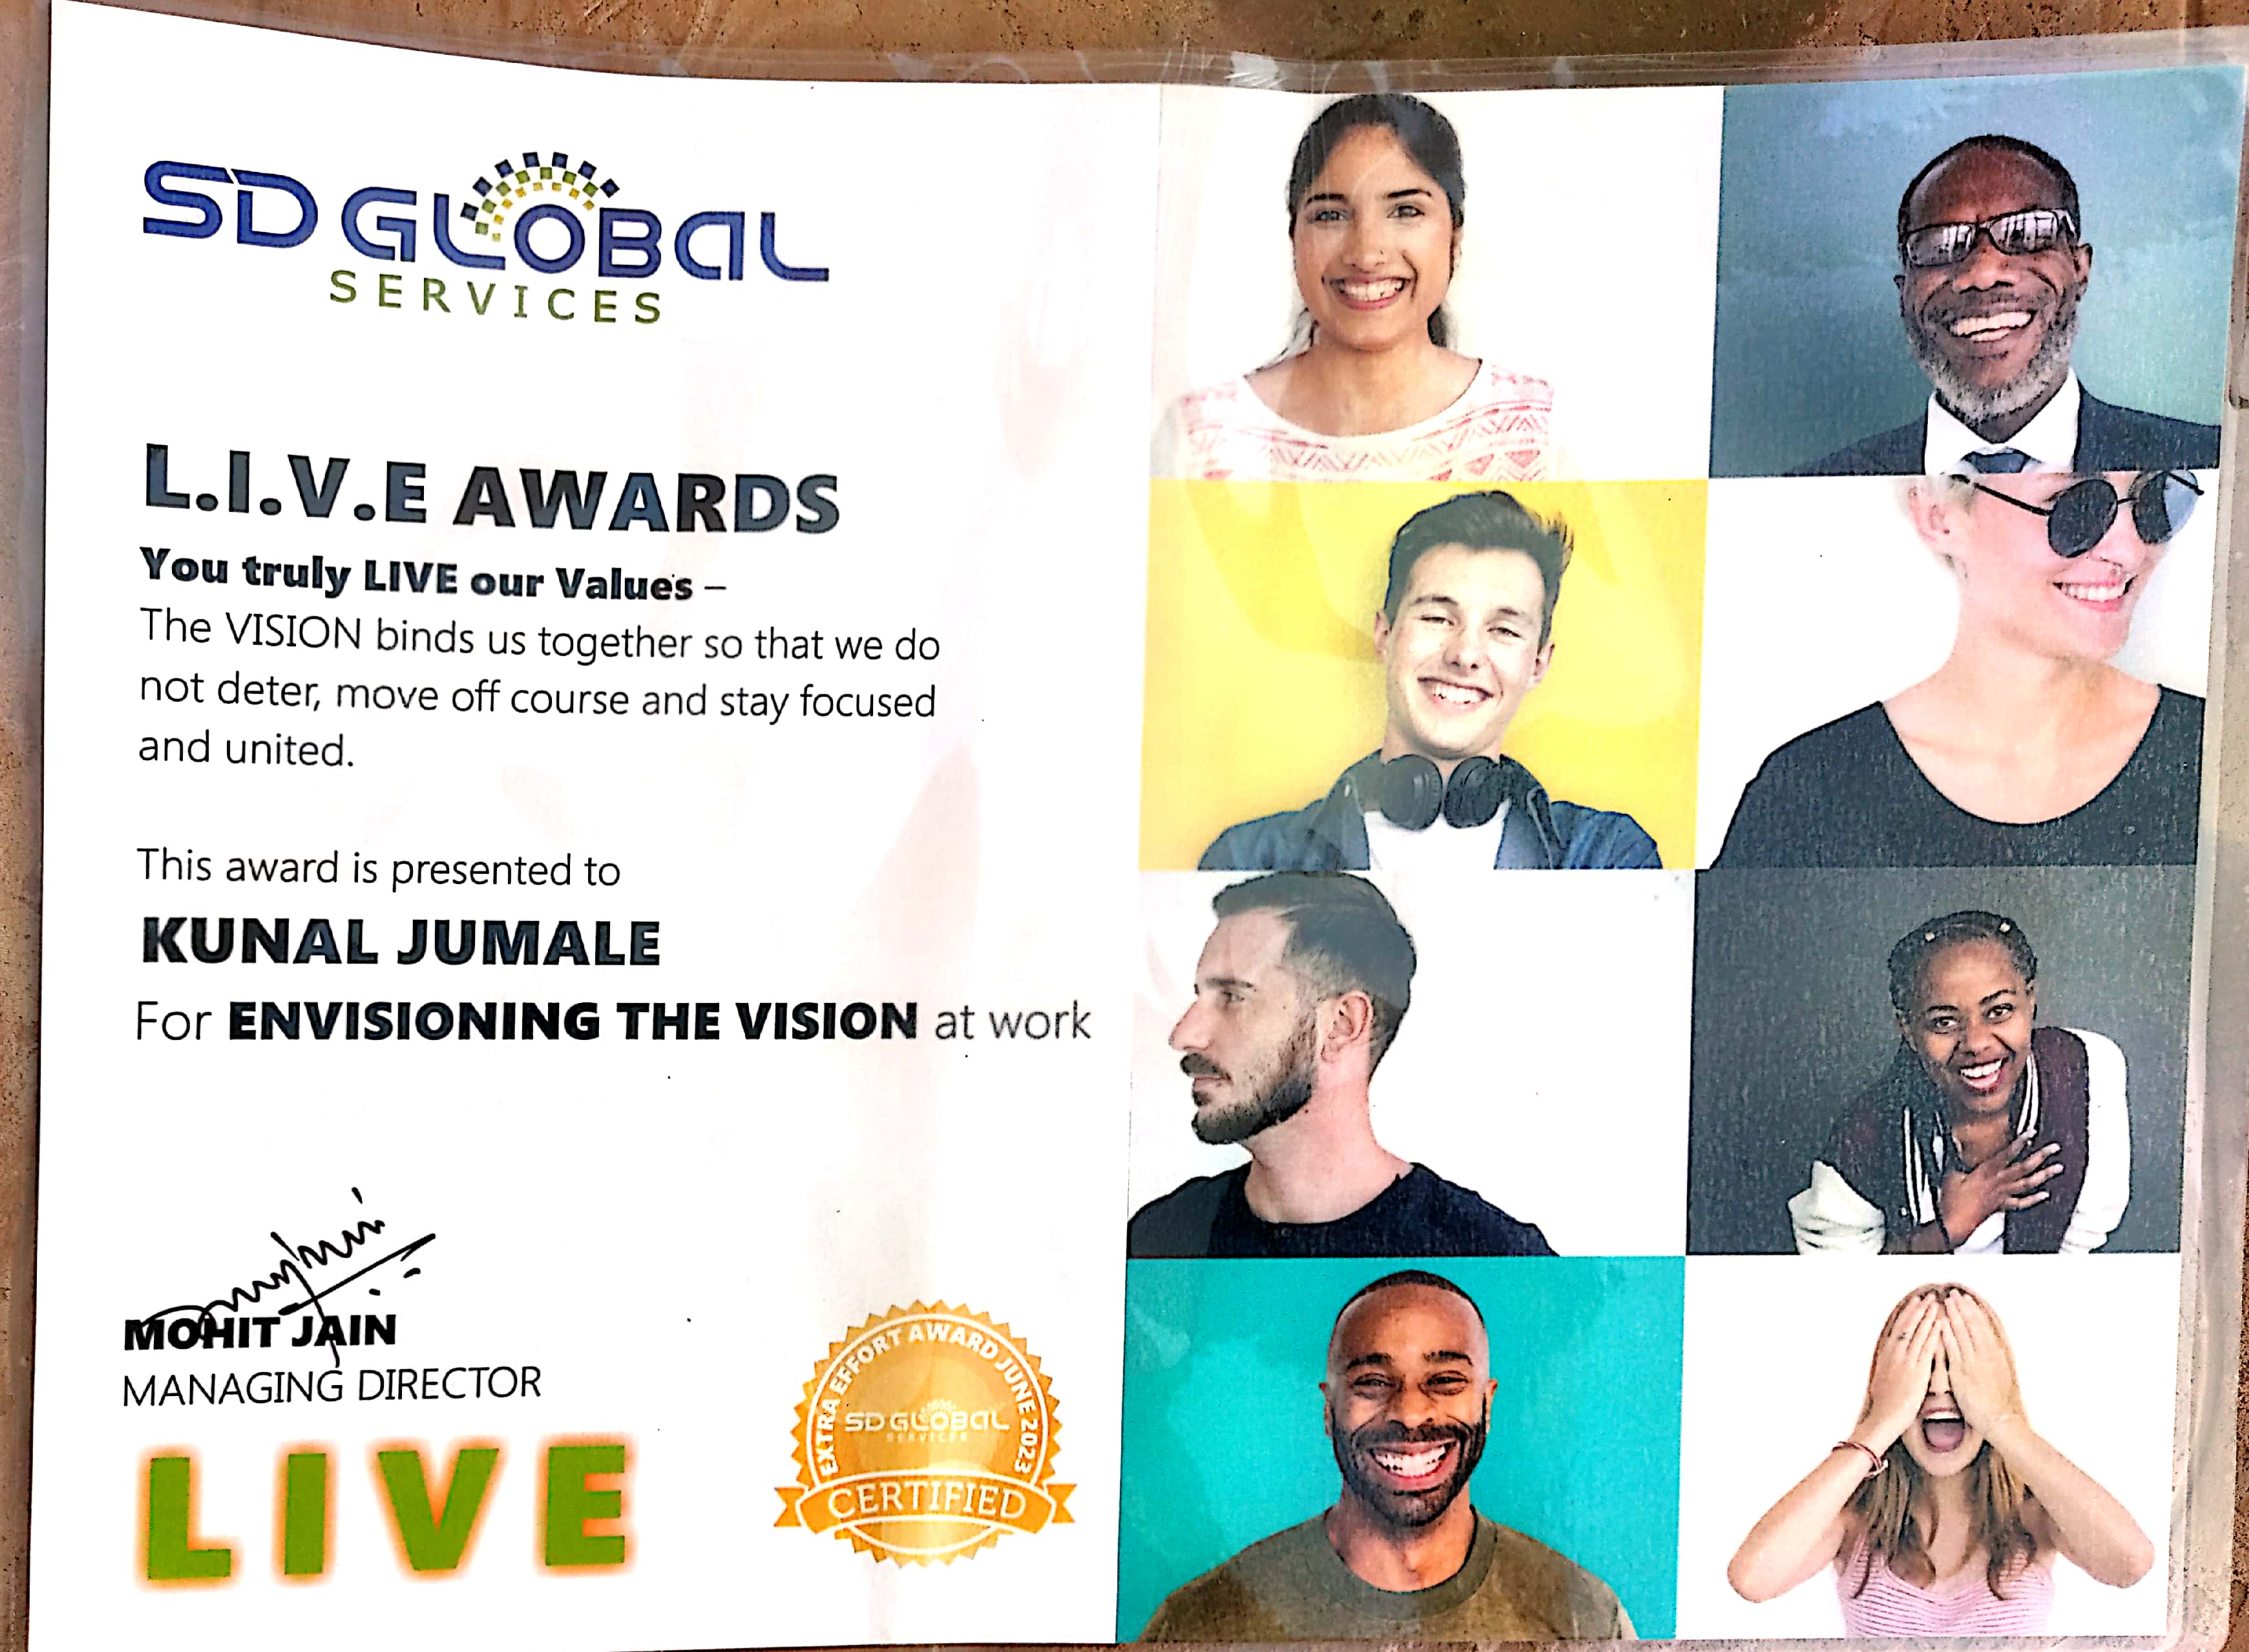 SD GLOBAL
SERVICES
L.I.V.E AWARDS
You truly LIVE our Values –
The VISION binds us together so that we do
not deter, move off course and stay focused
and united.
This award is presented to
KUNAL JUMALE
For ENVISIONING THE VISION at work
MOHIT JAIN
MANAGING DIRECTOR
LIVE
EXTRA EFFORT AWARD JUNE 2023
SD GLOBAL
SERVICES
CERTIFIED